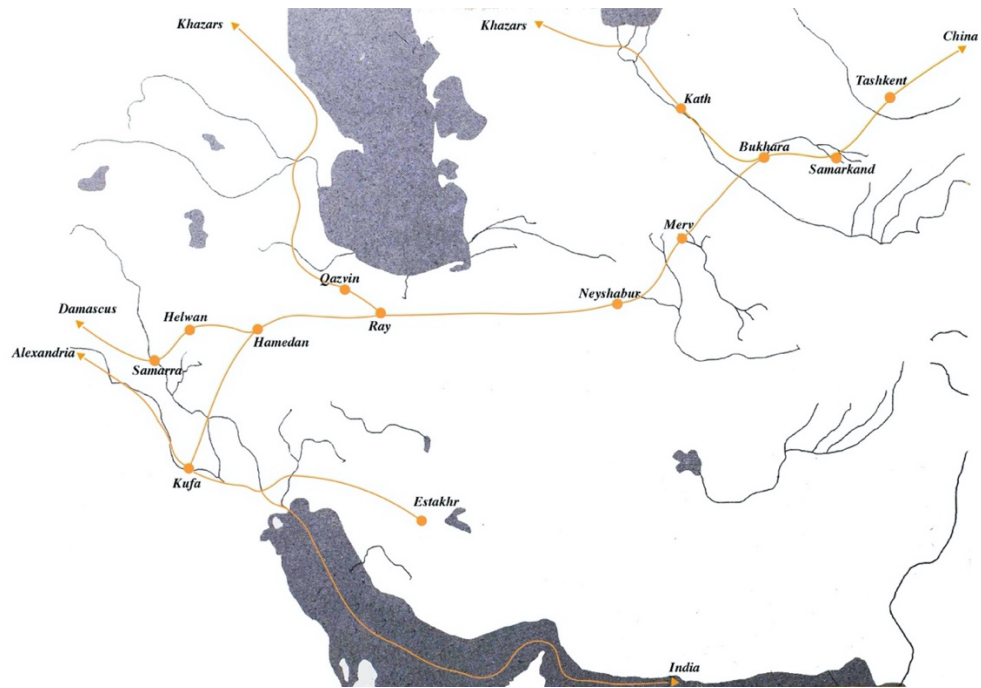 Khazars
Khazars
China
Tashkent
Kath
Bukhara
Samarkand
Merv
Qazvin
Neyshabur
Damascus
Helwan
Ray
Hamedan
Alexandria
Samarra
Kufa
Estakhr
India